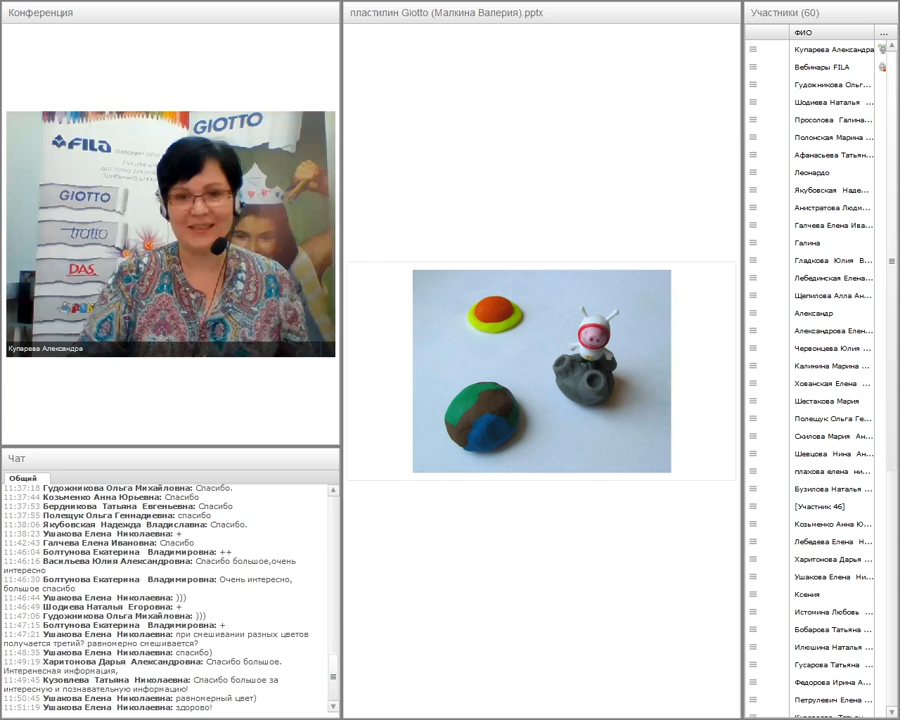 Конференция
FILA
GIOTTO
GIOTTO
tratto
DAS
Купарева Александра
Чат
Общий
11:37:18 Гудожникова Ольга Михайловна: Спасибо.
11:37:44 Козьменко Анна Юрьевна: Спасибо
11:37:53 Бердникова Татьяна Евгеньевна: Спасибо
11:37:55 Полещук Ольга Геннадиевна: спасибо
11:38:06 Якубовская Надежда Владиславна: Спасибо.
11:38:23 Ушакова Елена Николаевна: +
11:42:43 Галчева Елена Ивановна: Спасибо
11:46:04 Болтунова Екатерина Владимировна: ++
11:46:16 Васильева Юлия Александровна: Спасибо большое,очень
интересно
11:46:30 Болтунова Екатерина Владимировна: Очень интересно,
большое спасибо
11:46:44 Ушакова Елена Николаевна: )))
11:46:49 Шодиева Наталья Егоровна: +
11:47:06 Гудожникова Ольга Михайловна: )))
11:47:15 Болтунова Екатерина Владимировна: +
11:47:21 Ушакова Елена Николаевна: при смешивании разных цветов
получается третий? равномерно смешивается?
11:48:35 Ушакова Елена Николаевна: спасибо)
11:49:19 Харитонова Дарья Александровна: Спасибо большое.
Интеренесная информация,
11:49:45 Кузовлева Татьяна Николаевна: Спасибо большое за
интересную и познавательную информацию!
11:50:45 Ушакова Елена Николаевна: равномерный цвет)
11:51:19 Ушакова Елена Николаевна: здорово!
пластилин Giotto (Малкина Валерия).pptx
Участники (60)
ФИО ...
Купарева Александра
Вебинары FILA
Гудожникова Ольг...
Шодиева Наталья ...
Просолова Галина...
Полонская Марина ...
Афанасьева Татьян...
Леонардо
Якубовская Наде...
Анистратова Людм...
Галчева Елена Ива...
Галина
Гладкова Юлия В...
Лебединская Елена...
Щепилова Алла Ан...
Александр
Александрова Елен...
Червонцева Юлия ...
Калинина Марина ...
Хованская Елена ...
Шестакова Мария
Полещук Ольга Ге...
Скилова Мария Ан...
Шевцова Нина Ан...
плахова елена ни...
Бузилова Наталья ...
[Участник 46]
Козьменко Анна Ю...
Лебедева Елена Н...
Харитонова Дарья ...
Ушакова Елена Ни...
Ксения
Истомина Любовь ...
Бобарова Татьяна ...
Илюшина Наталья ...
Гусарова Татьяна ...
Федорова Ирина А...
Петрулевич Елена ...